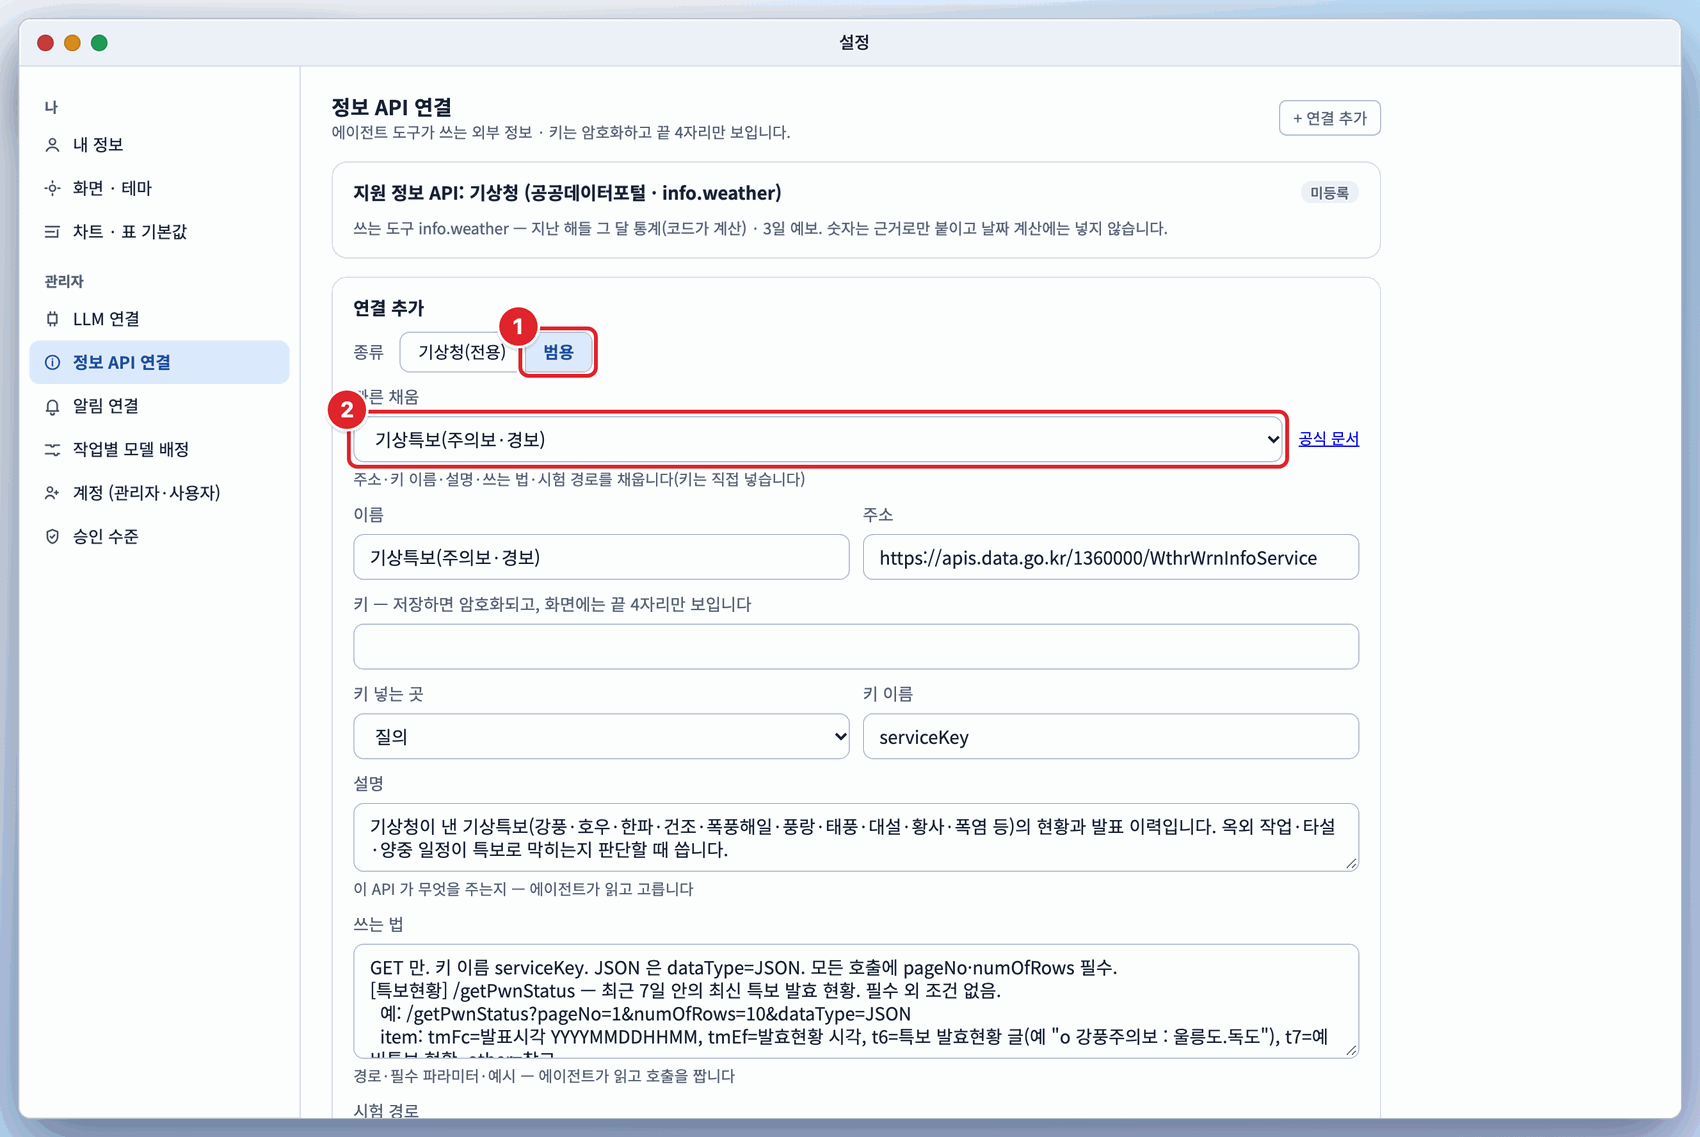 설정
나
내 정보
화면 · 테마
차트 · 표 기본값
관리자
LLM 연결
정보 API 연결
알림 연결
작업별 모델 배정
계정 (관리자·사용자)
승인 수준
정보 API 연결
에이전트 도구가 쓰는 외부 정보 · 키는 암호화하고 끝 4자리만 보입니다.
+ 연결 추가
지원 정보 API: 기상청 (공공데이터포털 · info.weather)
미등록
쓰는 도구 info.weather — 지난 해들 그 달 통계(코드가 계산) · 3일 예보. 숫자는 근거로만 붙이고 날짜 계산에는 넣지 않습니다.
연결 추가
1
종류
기상청(전용)
범용
2
른 채움
기상특보(주의보·경보)
공식 문서
주소·키 이름·설명·쓰는 법·시험 경로를 채웁니다(키는 직접 넣습니다)
이름
주소
기상특보(주의보·경보)
https://apis.data.go.kr/1360000/WthrWrnInfoService
키 — 저장하면 암호화되고, 화면에는 끝 4자리만 보입니다
키 넣는 곳
키 이름
질의
serviceKey
설명
기상청이 낸 기상특보(강풍·호우·한파·건조·폭풍해일·풍랑·태풍·대설·황사·폭염 등)의 현황과 발표 이력입니다. 옥외 작업·타설
·양중 일정이 특보로 막히는지 판단할 때 씁니다.
이 API 가 무엇을 주는지 — 에이전트가 읽고 고릅니다
쓰는 법
GET 만. 키 이름 serviceKey. JSON 은 dataType=JSON. 모든 호출에 pageNo·numOfRows 필수.
[특보현황] /getPwnStatus — 최근 7일 안의 최신 특보 발효 현황. 필수 외 조건 없음.
예: /getPwnStatus?pageNo=1&numOfRows=10&dataType=JSON
item: tmFc=발표시각 YYYYMMDDHHMM, tmEf=발효현황 시각, t6=특보 발효현황 글(예 "o 강풍주의보 : 울릉도.독도"), t7=예
경로·필수 파라미터·예시 — 에이전트가 읽고 호출을 짭니다
시험 경로